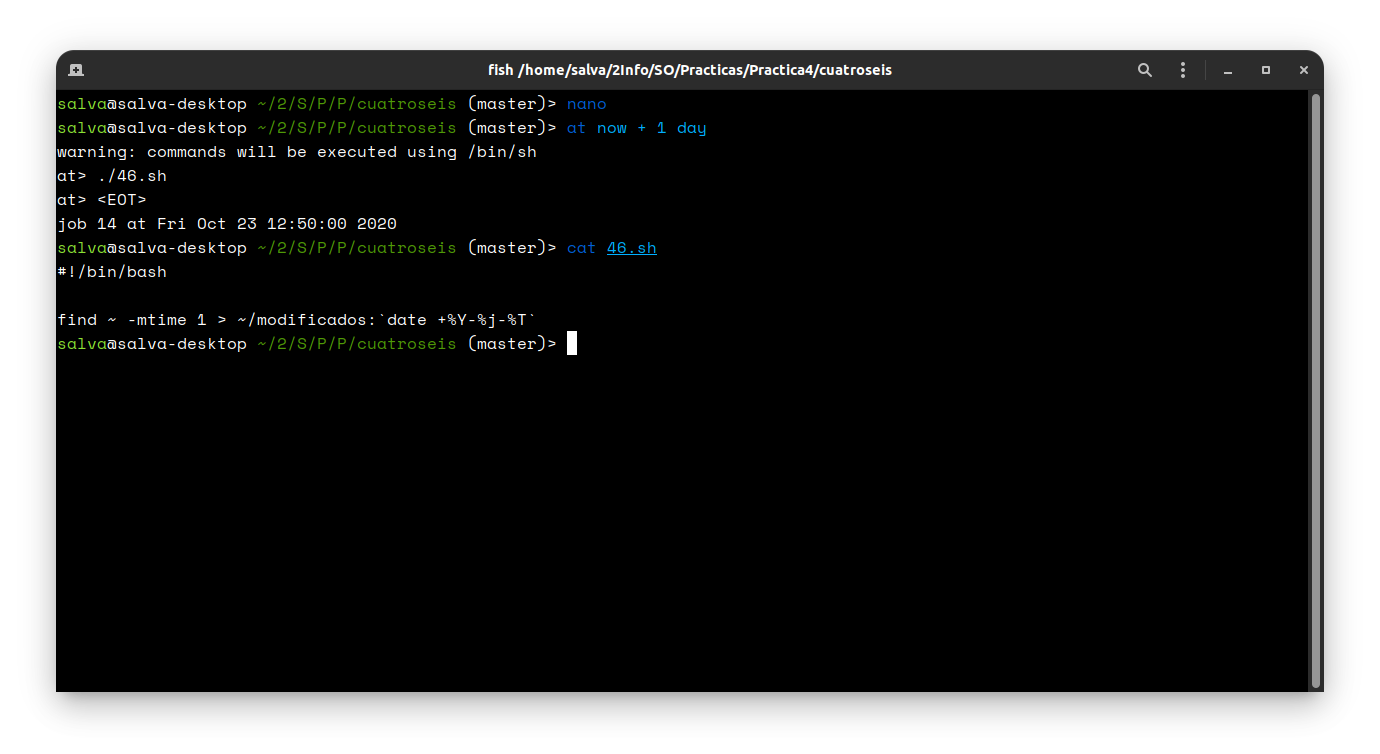 fish /home/salva/2Info/SO/Practicas/Practica4/cuatroseis
salva@salva-desktop ~/2/S/P/P/cuatroseis (master)> nano
salva@salva-desktop ~/2/S/P/P/cuatroseis (master)> at now + 1 day
warning: commands will be executed using /bin/sh
at> ./46.sh
at> <EOT>
job 14 at Fri Oct 23 12:50:00 2020
salva@salva-desktop ~/2/S/P/P/cuatroseis (master)> cat 46.sh
#!/bin/bash

find ~ -mtime 1 > ~/modificados:`date +%Y-%j-%T`
salva@salva-desktop ~/2/S/P/P/cuatroseis (master)>